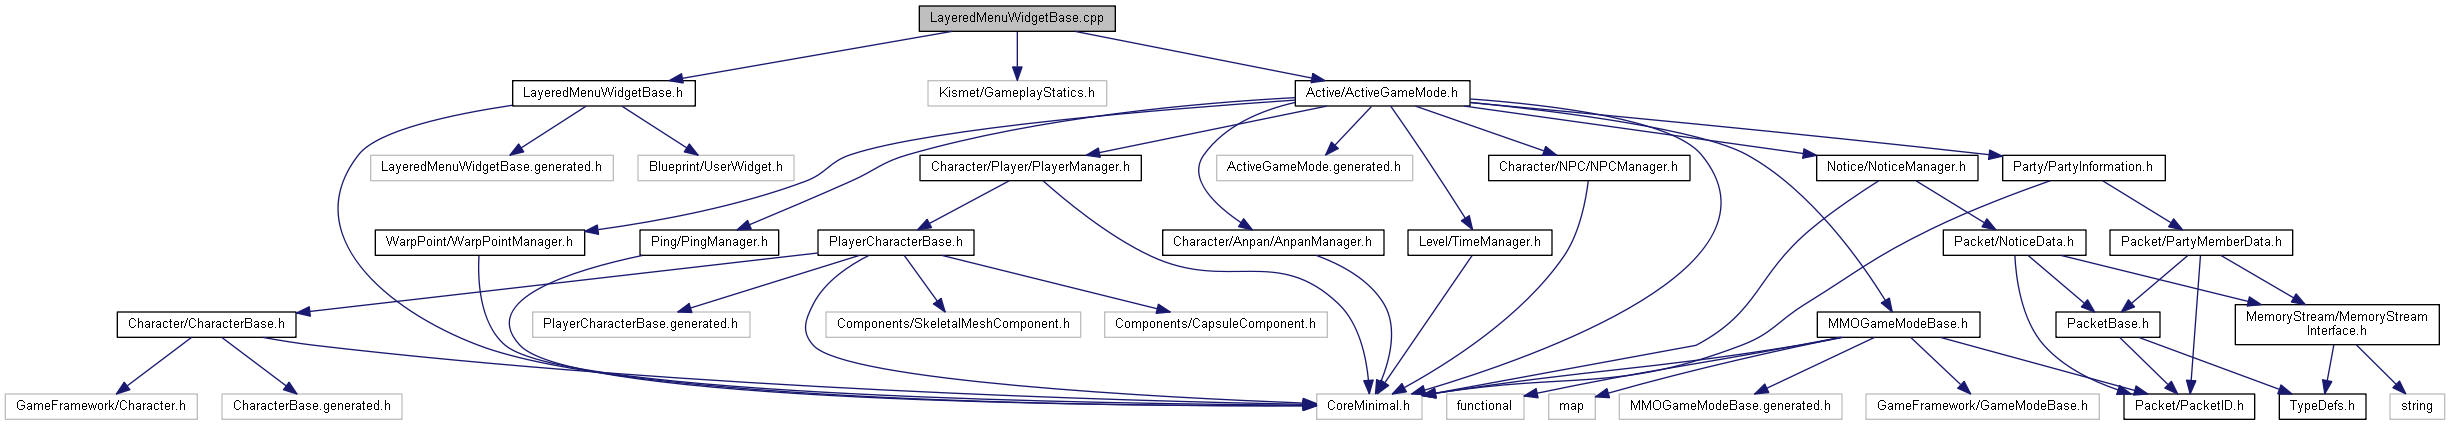 LayeredMenuWidgetBase.cpp
LayeredMenuWidgetBase.h
Kismet/GameplayStatics.h
Active/ActiveGameMode.h
LayeredMenuWidgetBase.generated.h
Blueprint/UserWidget.h
Character/Player/PlayerManager.h
ActiveGameMode.generated.h
Character/NPC/NPCManager.h
Notice/NoticeManager.h
Party/PartyInformation.h
WarpPoint/WarpPointManager.h
Ping/PingManager.h
PlayerCharacterBase.h
Character/Anpan/AnpanManager.h
Level/TimeManager.h
Packet/NoticeData.h
Packet/PartyMemberData.h
Character/CharacterBase.h
PlayerCharacterBase.generated.h
Components/SkeletalMeshComponent.h
Components/CapsuleComponent.h
MMOGameModeBase.h
PacketBase.h
MemoryStream/MemoryStream
Interface.h
GameFramework/Character.h
CharacterBase.generated.h
CoreMinimal.h
functional
map
MMOGameModeBase.generated.h
GameFramework/GameModeBase.h
Packet/PacketID.h
TypeDefs.h
string